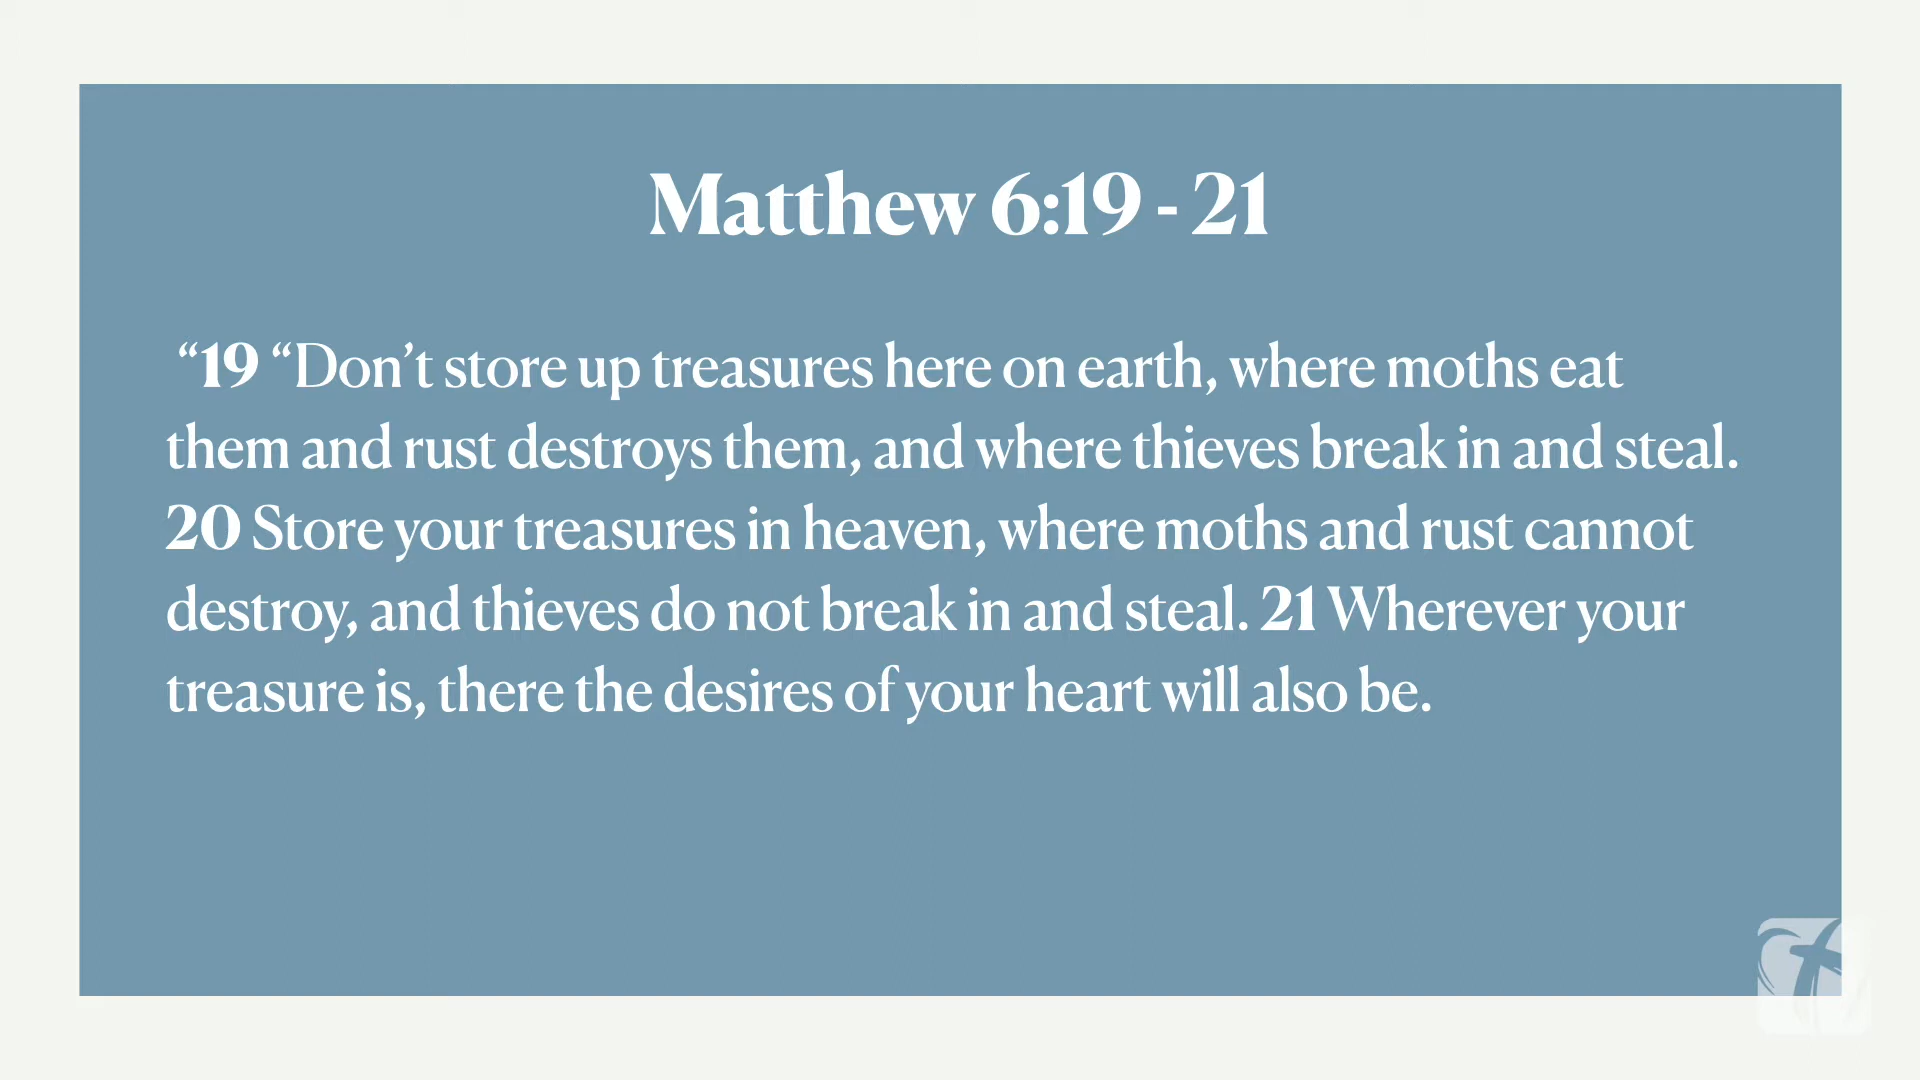 Matthew 6:19 - 21
“19 “Don’t store up treasures here on earth, where moths eat
them and rust destroys them, and where thieves break in and steal.
20 Store your treasures in heaven, where moths and rust cannot
destroy, and thieves do not break in and steal. 21 Wherever your
treasure is, there the desires of your heart will also be.